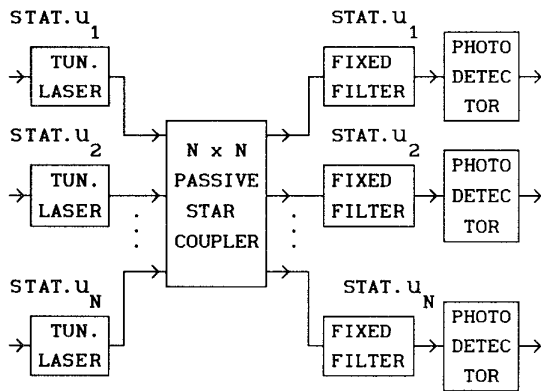 STAT.u1
STAT.u1
TUN.
LASER
FIXED
FILTER
PHOTO
DETEC
TOR
N x N
PASSIVE
STAR
COUPLER
STAT.u2
STAT.u2
TUN.
LASER
FIXED
FILTER
PHOTO
DETEC
TOR
STAT.uN
STAT.uN
TUN.
LASER
FIXED
FILTER
PHOTO
DETEC
TOR